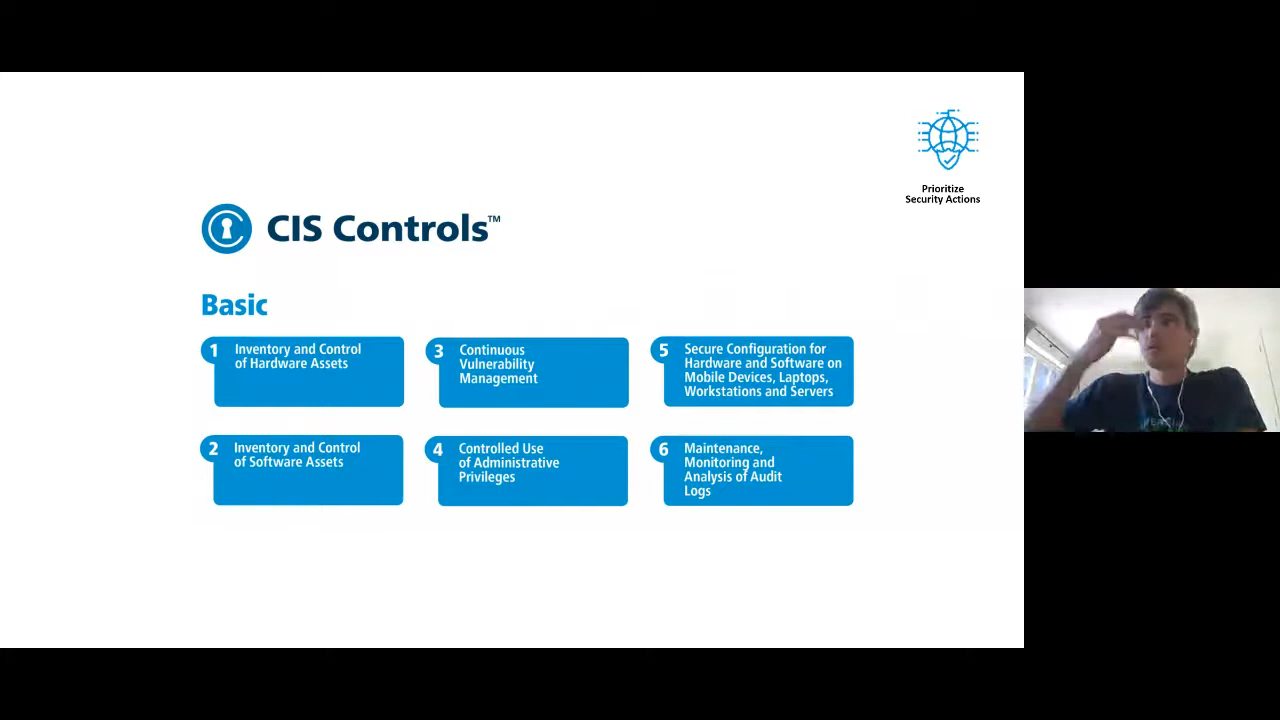 Prioritize
Security Actions
CIS Controls™
Basic
1 Inventory and Control
of Hardware Assets
2 Inventory and Control
of Software Assets
3 Continuous
Vulnerability
Management
4 Controlled Use
of Administrative
Privileges
5 Secure Configuration for
Hardware and Software on
Mobile Devices, Laptops,
Workstations and Servers
6 Maintenance,
Monitoring and
Analysis of Audit
Logs